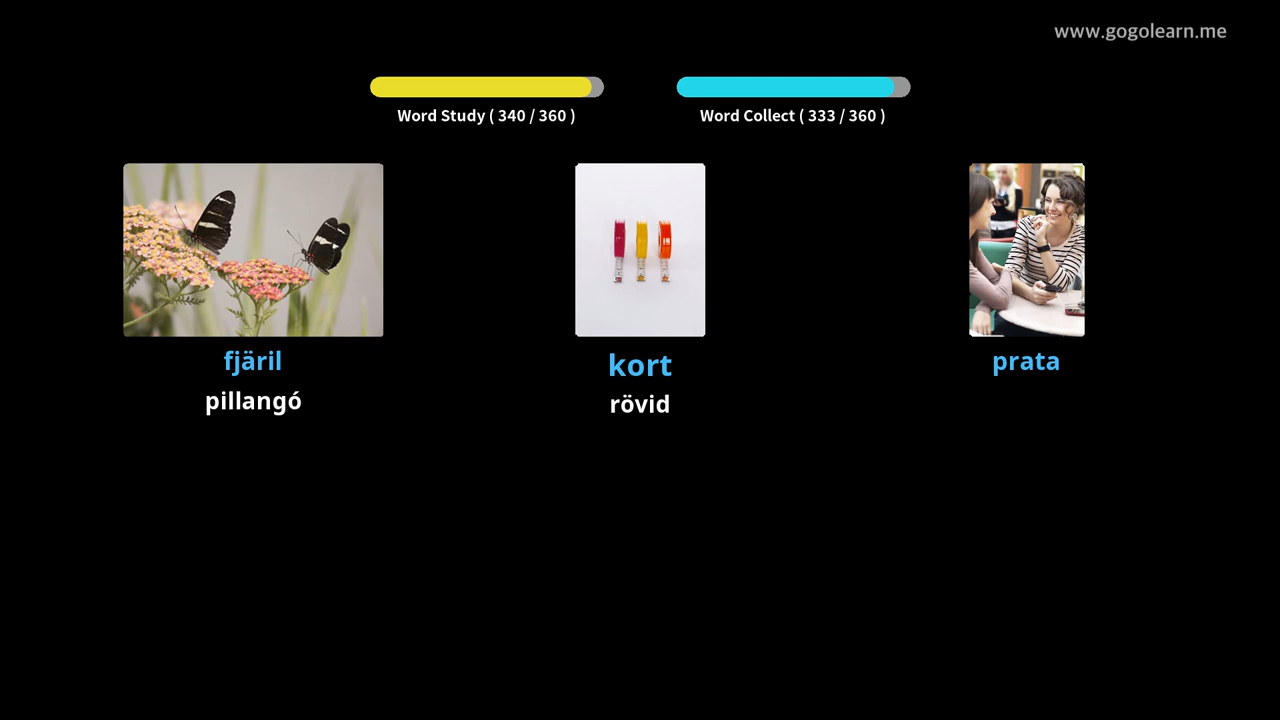 www.gogolearn.me
Word Study ( 340 / 360 )
Word Collect ( 333 / 360 )
fjäril
pillangó
kort
rövid
prata